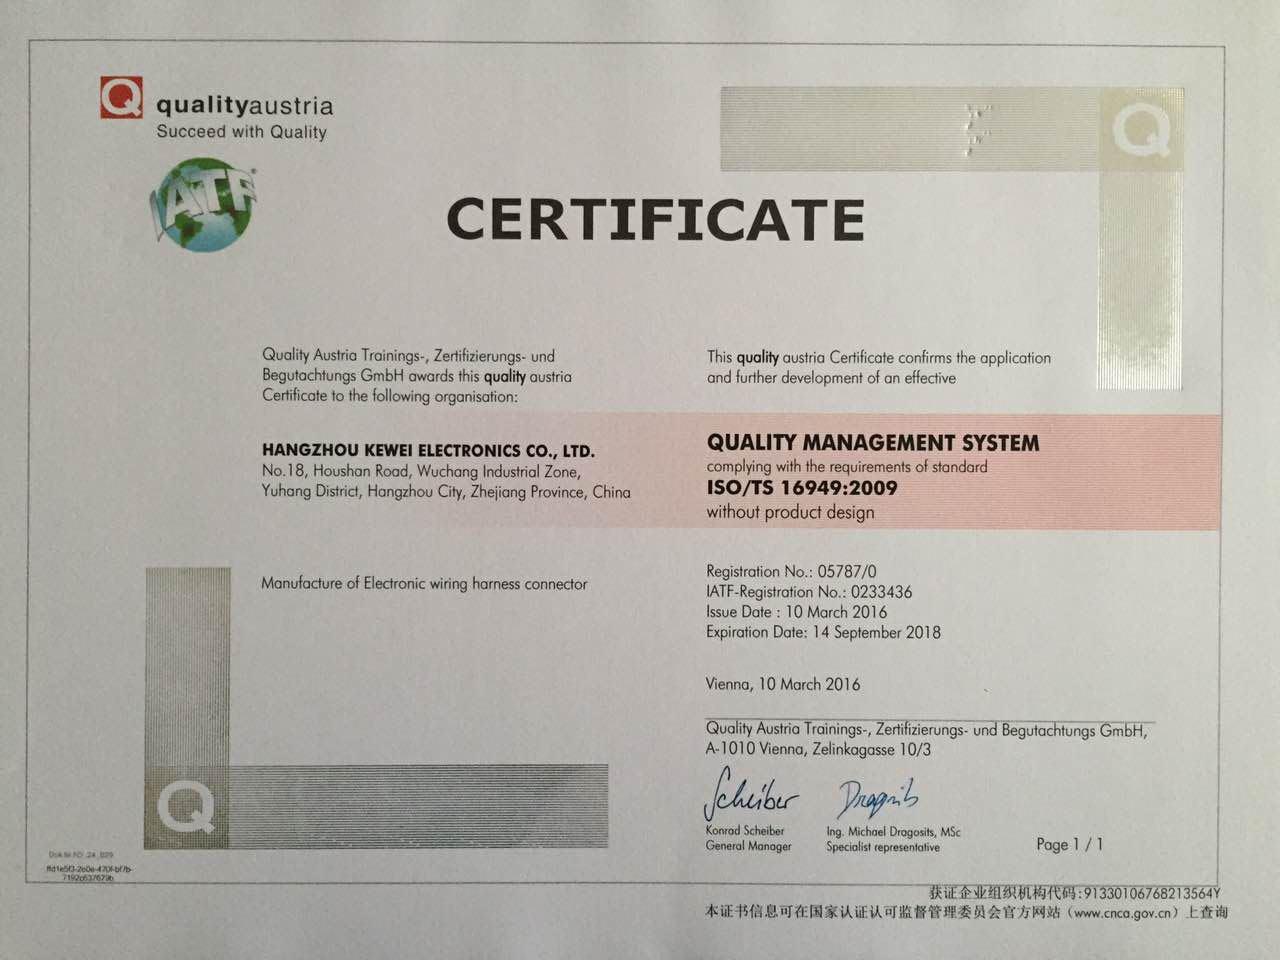 qualityaustria
Succeed with Quality
IATF
CERTIFICATE
Quality Austria Trainings-, Zertifizierungs- und
Begutachtungs GmbH awards this quality austria
Certificate to the following organisation:
HANGZHOU KEWEI ELECTRONICS CO., LTD.
No.18, Houshan Road, Wuchang Industrial Zone,
Yuhang District, Hangzhou City, Zhejiang Province, China
Manufacture of Electronic wiring harness connector
This quality austria Certificate confirms the application
and further development of an effective
QUALITY MANAGEMENT SYSTEM
complying with the requirements of standard
ISO/TS 16949:2009
without product design
Registration No.: 05787/0
IATF-Registration No.: 0233436
Issue Date : 10 March 2016
Expiration Date: 14 September 2018
Vienna, 10 March 2016
Quality Austria Trainings-, Zertifizierungs- und Begutachtungs GmbH,
A-1010 Vienna, Zelinkagasse 10/3
Scheiber
Konrad Scheiber
General Manager
Ing. Michael Dragosits, MSc
Specialist representative
Page 1 / 1
获证企业组织机构代码:91330106768213564Y
本证书信息可在国家认证认可监督管理委员会官方网站（www.cnca.gov.cn）上查询